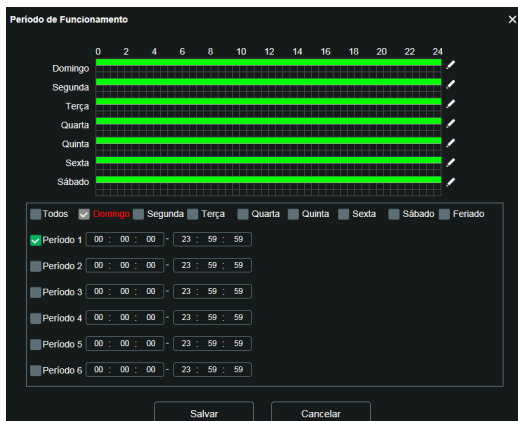 Período de Funcionamento
0 2 4 6 8 10 12 14 16 18 20 22 24
Domingo
Segunda
Terça
Quarta
Quinta
Sexta
Sábado
Todos Domingo Segunda Terça Quarta Quinta Sexta Sábado Feriado
Período 1 00 : 00 : 00 - 23 : 59 : 59
Período 2 00 : 00 : 00 - 23 : 59 : 59
Período 3 00 : 00 : 00 - 23 : 59 : 59
Período 4 00 : 00 : 00 - 23 : 59 : 59
Período 5 00 : 00 : 00 - 23 : 59 : 59
Período 6 00 : 00 : 00 - 23 : 59 : 59
Salvar Cancelar